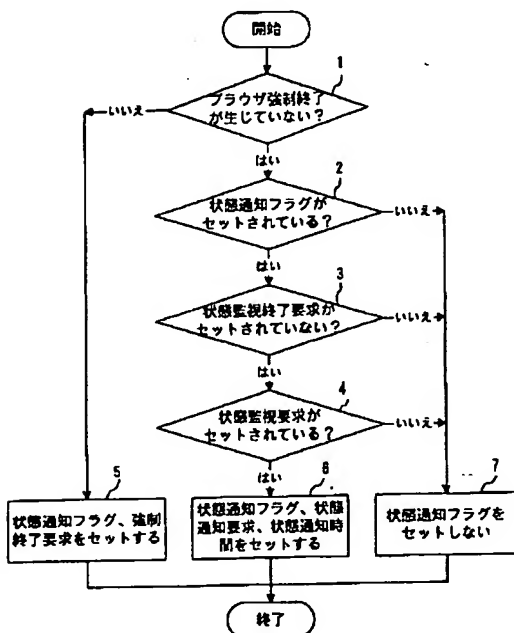 開始
1
ブラウザ強制終了
が生じていない?
いいえ
はい
2
状態通知フラグが
セットされている?
いいえ
はい
3
状態監視終了要求が
セットされていない?
いいえ
はい
4
状態監視要求が
セットされている?
いいえ
はい
5
状態通知フラグ、強制
終了要求をセットする
6
状態通知フラグ、状態
通知要求、状態通知時
間をセットする
7
状態通知フラグを
セットしない
終了